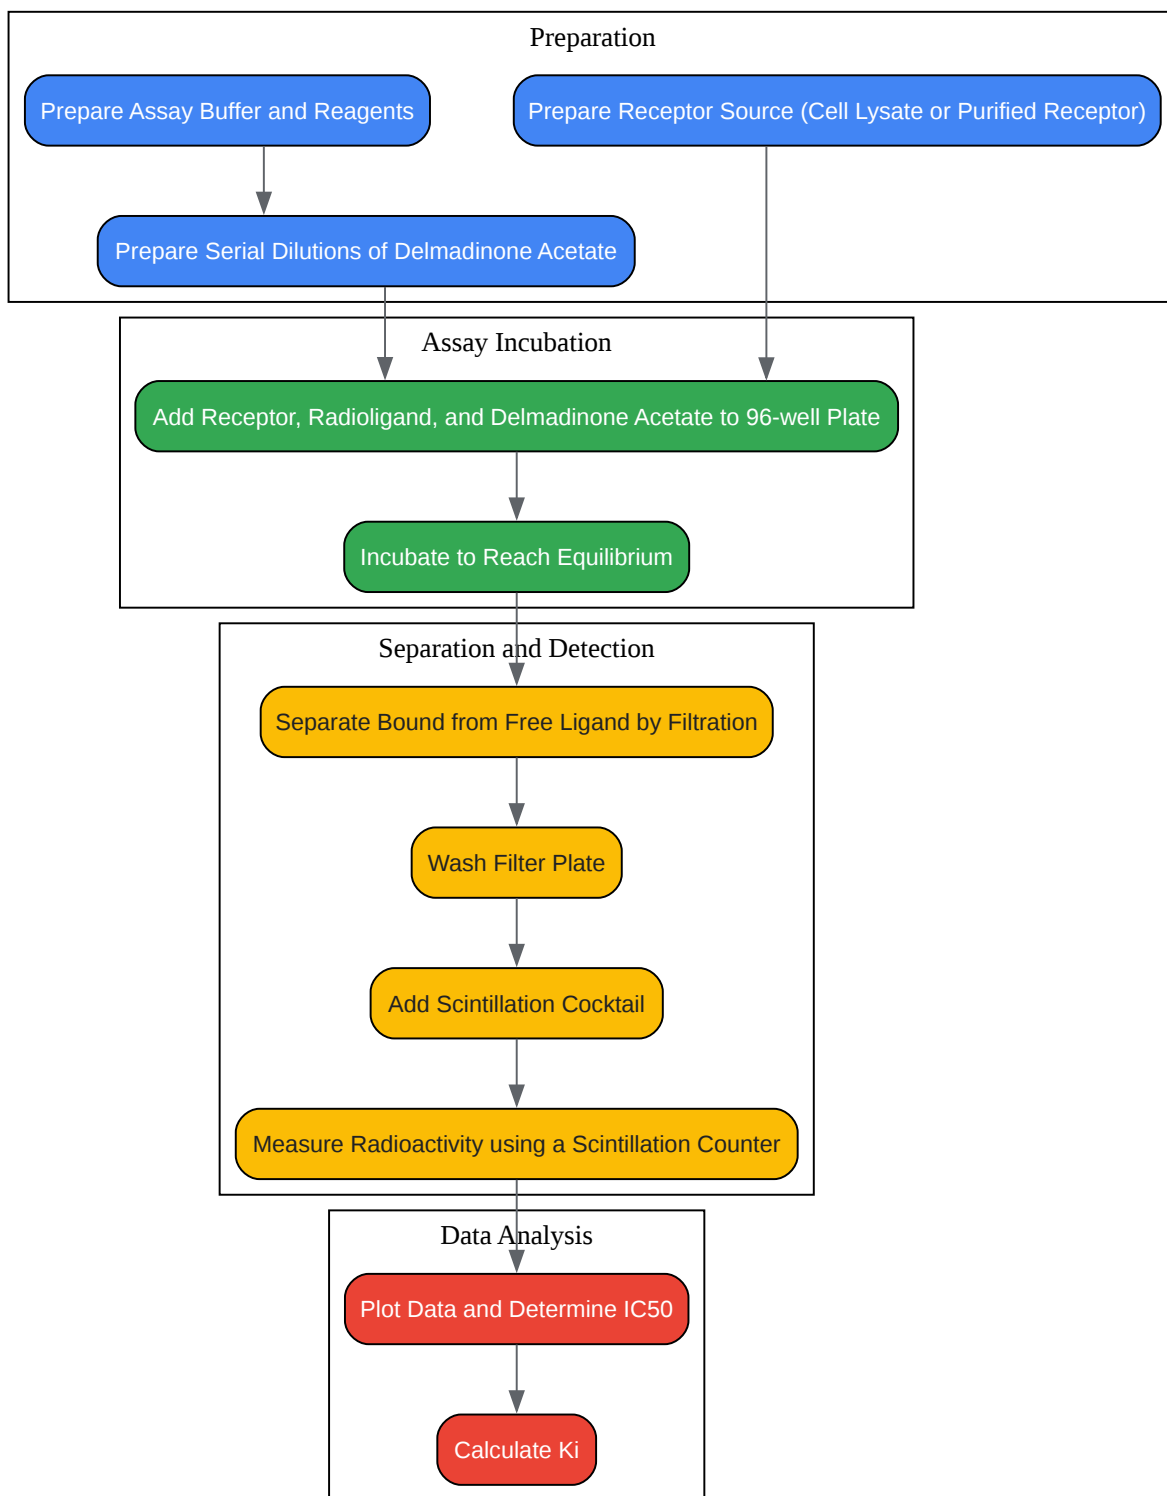 Preparation
Prepare Assay Buffer and Reagents
Prepare Receptor Source (Cell Lysate or Purified Receptor)
Prepare Serial Dilutions of Delmadinone Acetate
Assay Incubation
Add Receptor, Radioligand, and Delmadinone Acetate to 96-well Plate
Incubate to Reach Equilibrium
Separation and Detection
Separate Bound from Free Ligand by Filtration
Wash Filter Plate
Add Scintillation Cocktail
Measure Radioactivity using a Scintillation Counter
Data Analysis
Plot Data and Determine IC50
Calculate Ki